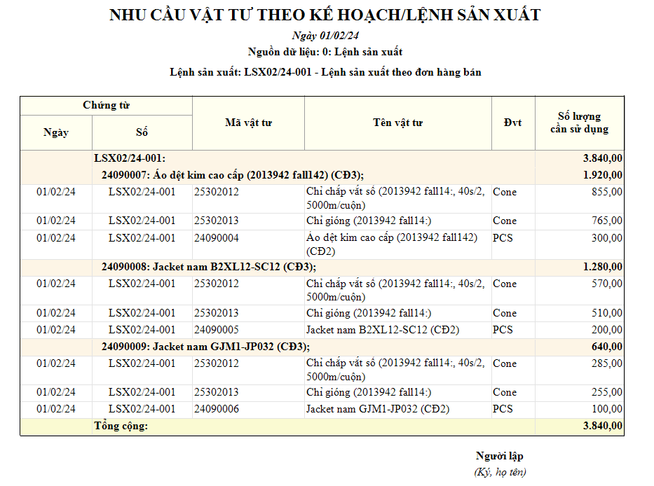 NHU CẦU VẬT TƯ THEO KẾ HOẠCH/LỆNH SẢN XUẤT
Ngày 01/02/24
Nguồn dữ liệu: 0: Lệnh sản xuất
Lệnh sản xuất: LSX02/24-001 - Lệnh sản xuất theo đơn hàng bán
Chứng từ
Ngày Số Mã vật tư Tên vật tư Đvt Số lượng
cần sử dụng
LSX02/24-001: 3.840,00
24090007: Áo dệt kim cao cấp (2013942 fall142) (CĐ3); 1.920,00
01/02/24 LSX02/24-001 25302012 Chỉ chắp vắt sổ (2013942 fall14:, 40s/2, Cone 855,00
5000m/cuộn)
01/02/24 LSX02/24-001 25302013 Chỉ gióng (2013942 fall14:) Cone 765,00
01/02/24 LSX02/24-001 24090004 Áo dệt kim cao cấp (2013942 fall142) PCS 300,00
(CĐ2)
24090008: Jacket nam B2XL12-SC12 (CĐ3); 1.280,00
01/02/24 LSX02/24-001 25302012 Chỉ chắp vắt sổ (2013942 fall14:, 40s/2, Cone 570,00
5000m/cuộn)
01/02/24 LSX02/24-001 25302013 Chỉ gióng (2013942 fall14:) Cone 510,00
01/02/24 LSX02/24-001 24090005 Jacket nam B2XL12-SC12 (CĐ2) PCS 200,00
24090009: Jacket nam GJM1-JP032 (CĐ3); 640,00
01/02/24 LSX02/24-001 25302012 Chỉ chắp vắt sổ (2013942 fall14:, 40s/2, Cone 285,00
5000m/cuộn)
01/02/24 LSX02/24-001 25302013 Chỉ gióng (2013942 fall14:) Cone 255,00
01/02/24 LSX02/24-001 24090006 Jacket nam GJM1-JP032 (CĐ2) PCS 100,00
Tổng cộng: 3.840,00
Người lập
(Ký, họ tên)